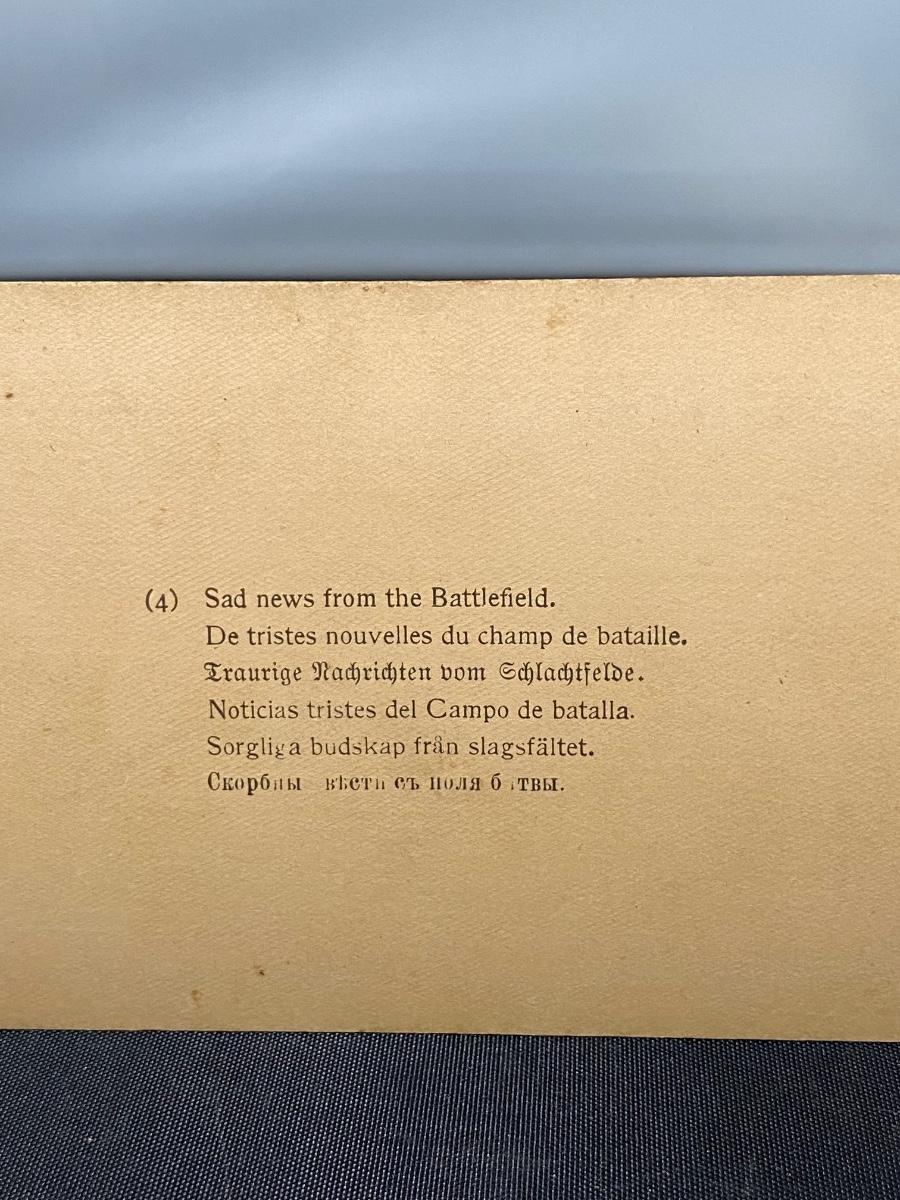 (4) Sad news from the Battlefield.
De tristes nouvelles du champ de bataille.
Traurige Nachrichten vom Schlachtfelde.
Noticias tristes del Campo de batalla.
Sorgliga budskap från slagsfältet.
вѣсти съ поля